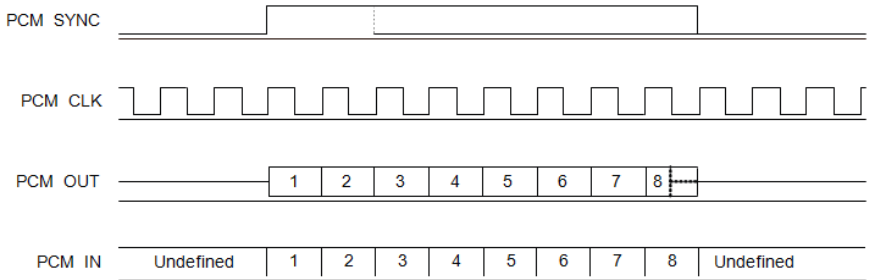 PCM SYNC
PCM CLK
PCM OUT 1 2 3 4 5 6 7 8
PCM IN Undefined 1 2 3 4 5 6 7 8 Undefined